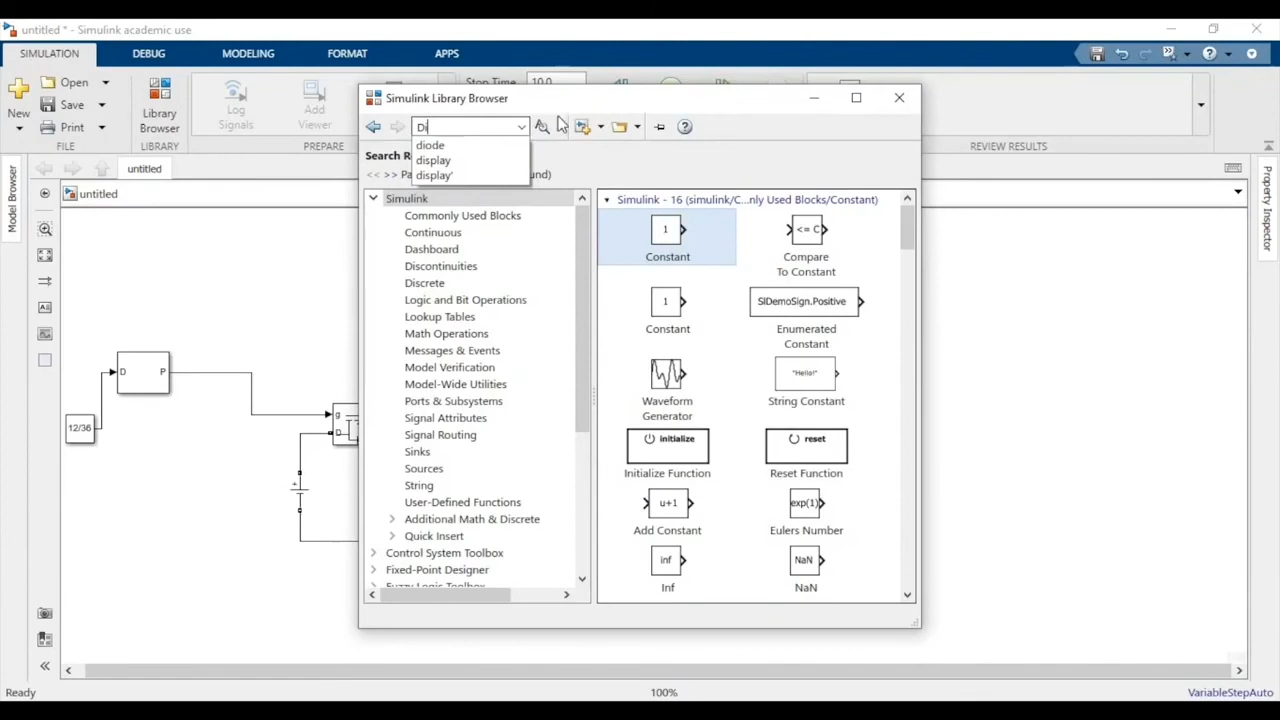 untitled * - Simulink academic use
SIMULATION
DEBUG
MODELING
FORMAT
APPS
New
Open
Save
Print
FILE
Library
Browser
LIBRARY
Log
Signals
Add
Viewer
PREPARE
Stop Time
10.0
REVIEW RESULTS
Model Browser
untitled
untitled
Property Inspector
D
P
12/36
g
D
+
Simulink Library Browser
Di
diode
display
display'
Search R
<< >> Pa
und)
Simulink
Commonly Used Blocks
Continuous
Dashboard
Discontinuities
Discrete
Logic and Bit Operations
Lookup Tables
Math Operations
Messages & Events
Model Verification
Model-Wide Utilities
Ports & Subsystems
Signal Attributes
Signal Routing
Sinks
Sources
String
User-Defined Functions
Additional Math & Discrete
Quick Insert
Control System Toolbox
Fixed-Point Designer
Fuzzy Logic Toolbox
Simulink - 16 (simulink/C...nly Used Blocks/Constant)
1
Constant
<= C
Compare
To Constant
1
Constant
SlDemoSign.Positive
Enumerated
Constant
Waveform
Generator
"Hello!"
String Constant
initialize
Initialize Function
reset
Reset Function
u+1
Add Constant
exp(1)
Eulers Number
inf
Inf
NaN
NaN
Ready
100%
VariableStepAuto